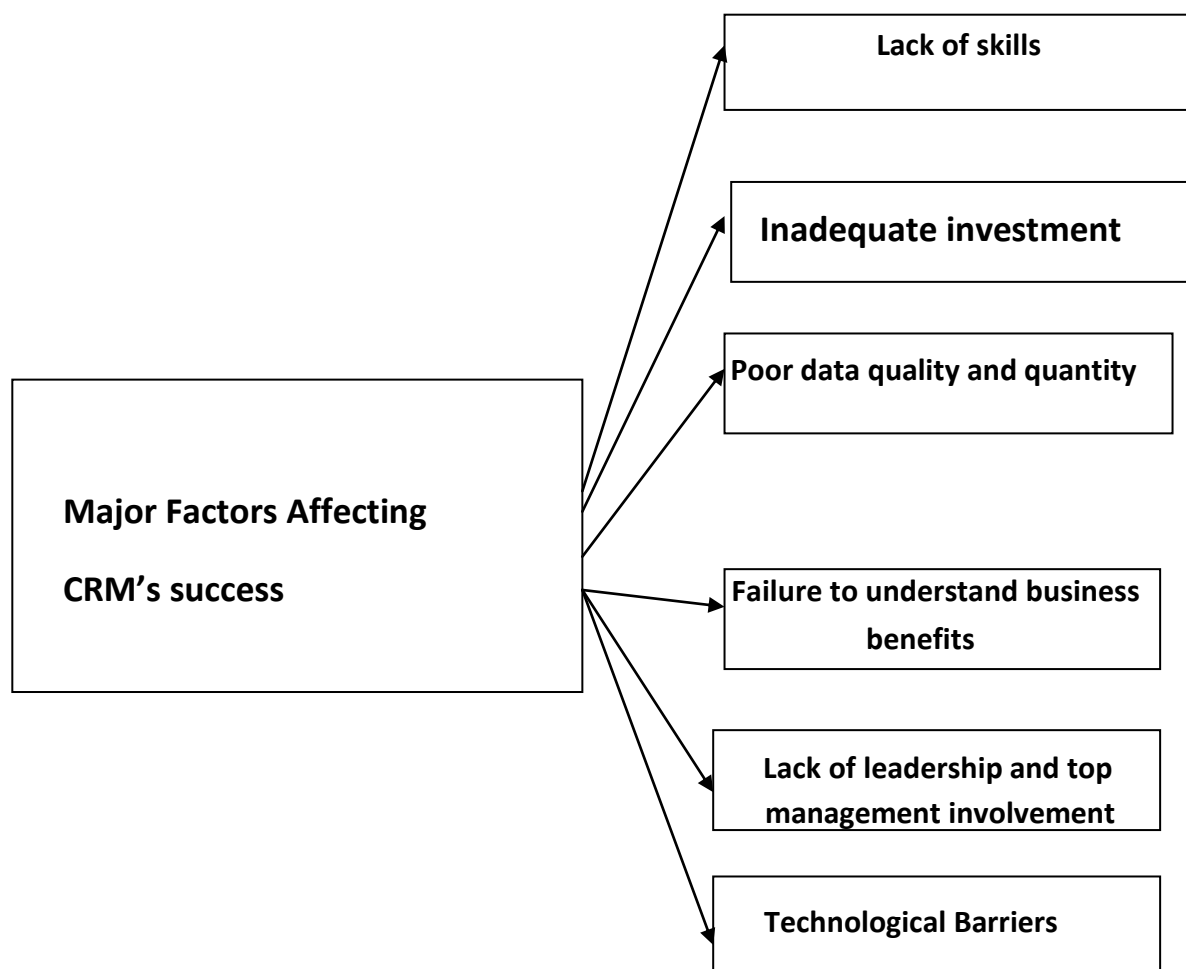 Lack of skills
Inadequate investment
Poor data quality and quantity
Major Factors Affecting
CRM’s success
Failure to understand business
benefits
Lack of leadership and top
management involvement
Technological Barriers